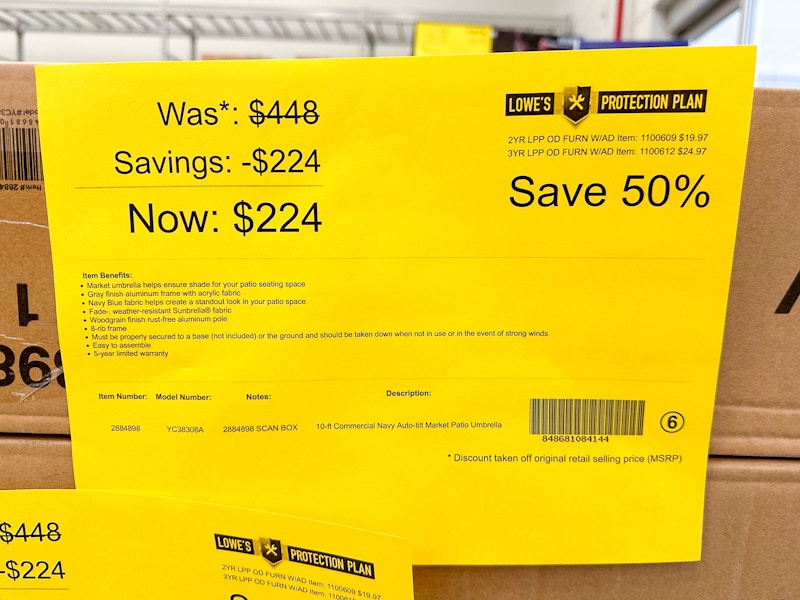 Was*: $448
Savings: -$224
Now: $224
LOWE'S PROTECTION PLAN
2YR LPP OD FURN W/AD Item: 1100609 $19.97
3YR LPP OD FURN W/AD Item: 1100612 $24.97
Save 50%
Item Benefits:
• Market umbrella helps ensure shade for your patio seating space
• Gray finish aluminum frame with acrylic fabric
• Navy Blue fabric helps create a standout look in your patio space
• Fade-, weather-resistant Sunbrella® fabric
• Woodgrain finish rust-free aluminum pole
• 8-rib frame
• Must be properly secured to a base (not included) or the ground and should be taken down when not in use or in the event of strong winds
• Easy to assemble
• 5-year limited warranty
Item Number: Model Number: Notes: Description:
2884898 YC38308A 2884898 SCAN BOX 10-ft Commercial Navy Auto-tilt Market Patio Umbrella
848681084144
6
* Discount taken off original retail selling price (MSRP)
$448
-$224
LOWE'S PROTECTION PLAN
2YR LPP OD FURN W/AD Item: 1100609 $19.97
3YR LPP OD FURN W/AD Item: